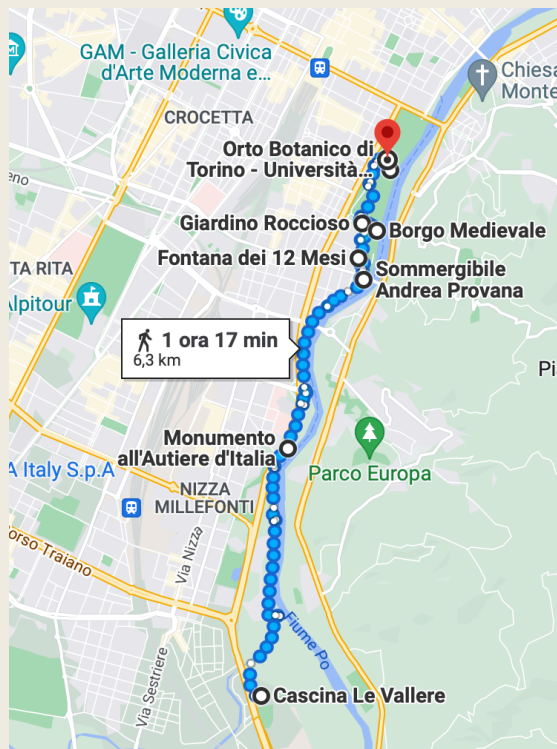 GAM - Galleria Civica
d'Arte Moderna e...
Chiesa
Monte
CROCETTA
Orto Botanico di
Torino - Università...
eno
Giardino Roccioso
Borgo Medievale
Fontana dei 12 Mesi
TA RITA
Sommergibile
Andrea Provana
Alpitour
1 ora 17 min
6,3 km
Pi
Monumento
all'Autiere d'Italia
A Italy S.p.A
Parco Europa
NIZZA
MILLEFONTI
Corso Traiano
Via Nizza
Fiume Po
Via Sestriere
Cascina Le Vallere